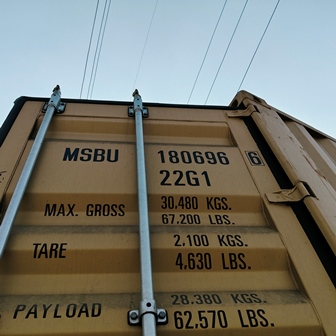 MSBU 180696 6
22G1
MAX. GROSS 30.480 KGS.
67.200 LBS.
TARE 2,100 KGS.
4,630 LBS.
PAYLOAD 28.380 KGS.
62,570 LBS.